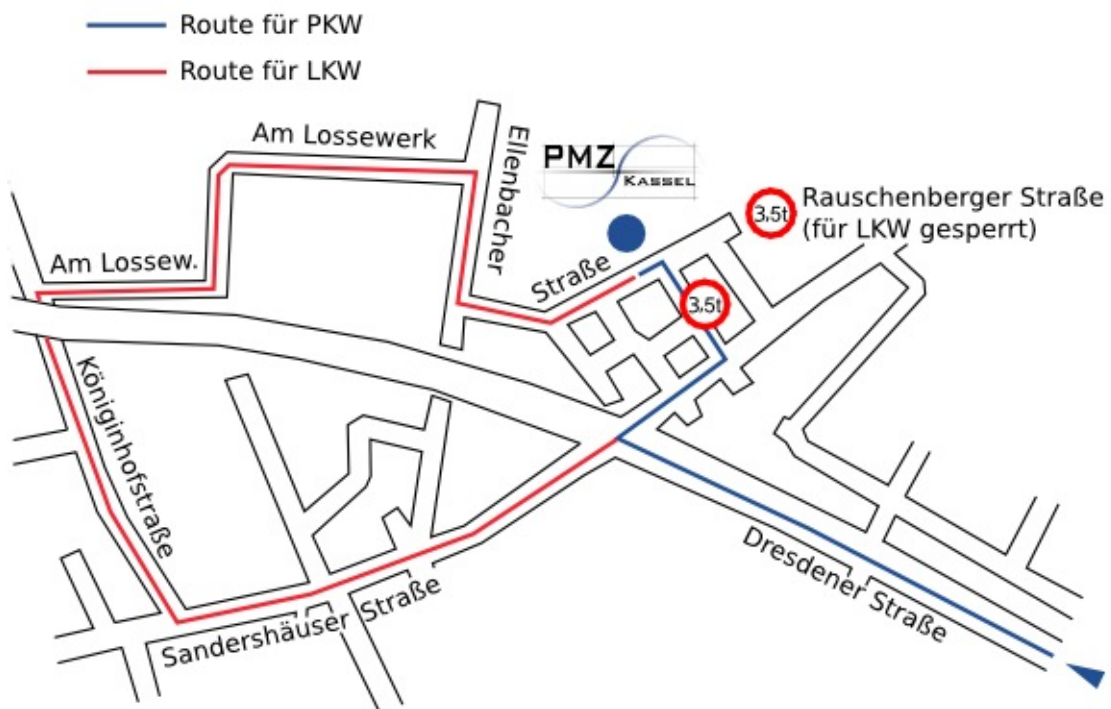 Route für PKW
Route für LKW
Am Lossewerk
Ellenbacher
PMZ
KASSEL
3,5t
Rauschenberger Straße
(für LKW gesperrt)
Am Lossew.
Straße
3,5t
Königinhofstraße
Dresdener Straße
Sandershäuser Straße